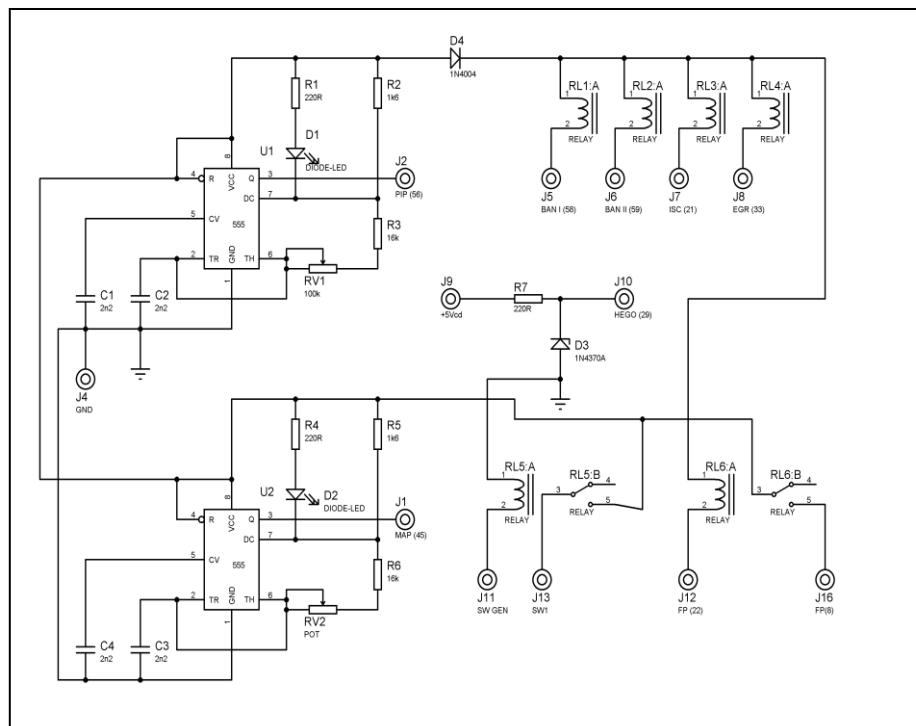 D4
1N4004
R1
220R
R2
1k6
RL1:A
1
2
RELAY
RL2:A
1
2
RELAY
RL3:A
1
2
RELAY
RL4:A
1
2
RELAY
D1
DIODE-LED
U1
8
VCC
4
R
Q
3
J2
PIP (56)
DC
7
5
CV
555
GND
2
TR
TH
6
1
R3
16k
RV1
100k
C1
2n2
C2
2n2
J5
BAN I (58)
J6
BAN II (59)
J7
ISC (21)
J8
EGR (33)
J9
+5Vcd
R7
220R
J10
HEGO (29)
D3
1N4370A
J4
GND
R4
220R
R5
1k6
D2
DIODE-LED
U2
8
VCC
4
R
Q
3
J1
MAP (45)
DC
7
5
CV
555
GND
2
TR
TH
6
1
R6
16k
RV2
POT
C4
2n2
C3
2n2
RL5:A
1
2
RELAY
RL5:B
3
4
5
RELAY
RL6:A
1
2
RELAY
RL6:B
3
4
5
RELAY
J11
SW GEN
J13
SW1
J12
FP (22)
J16
FP(8)